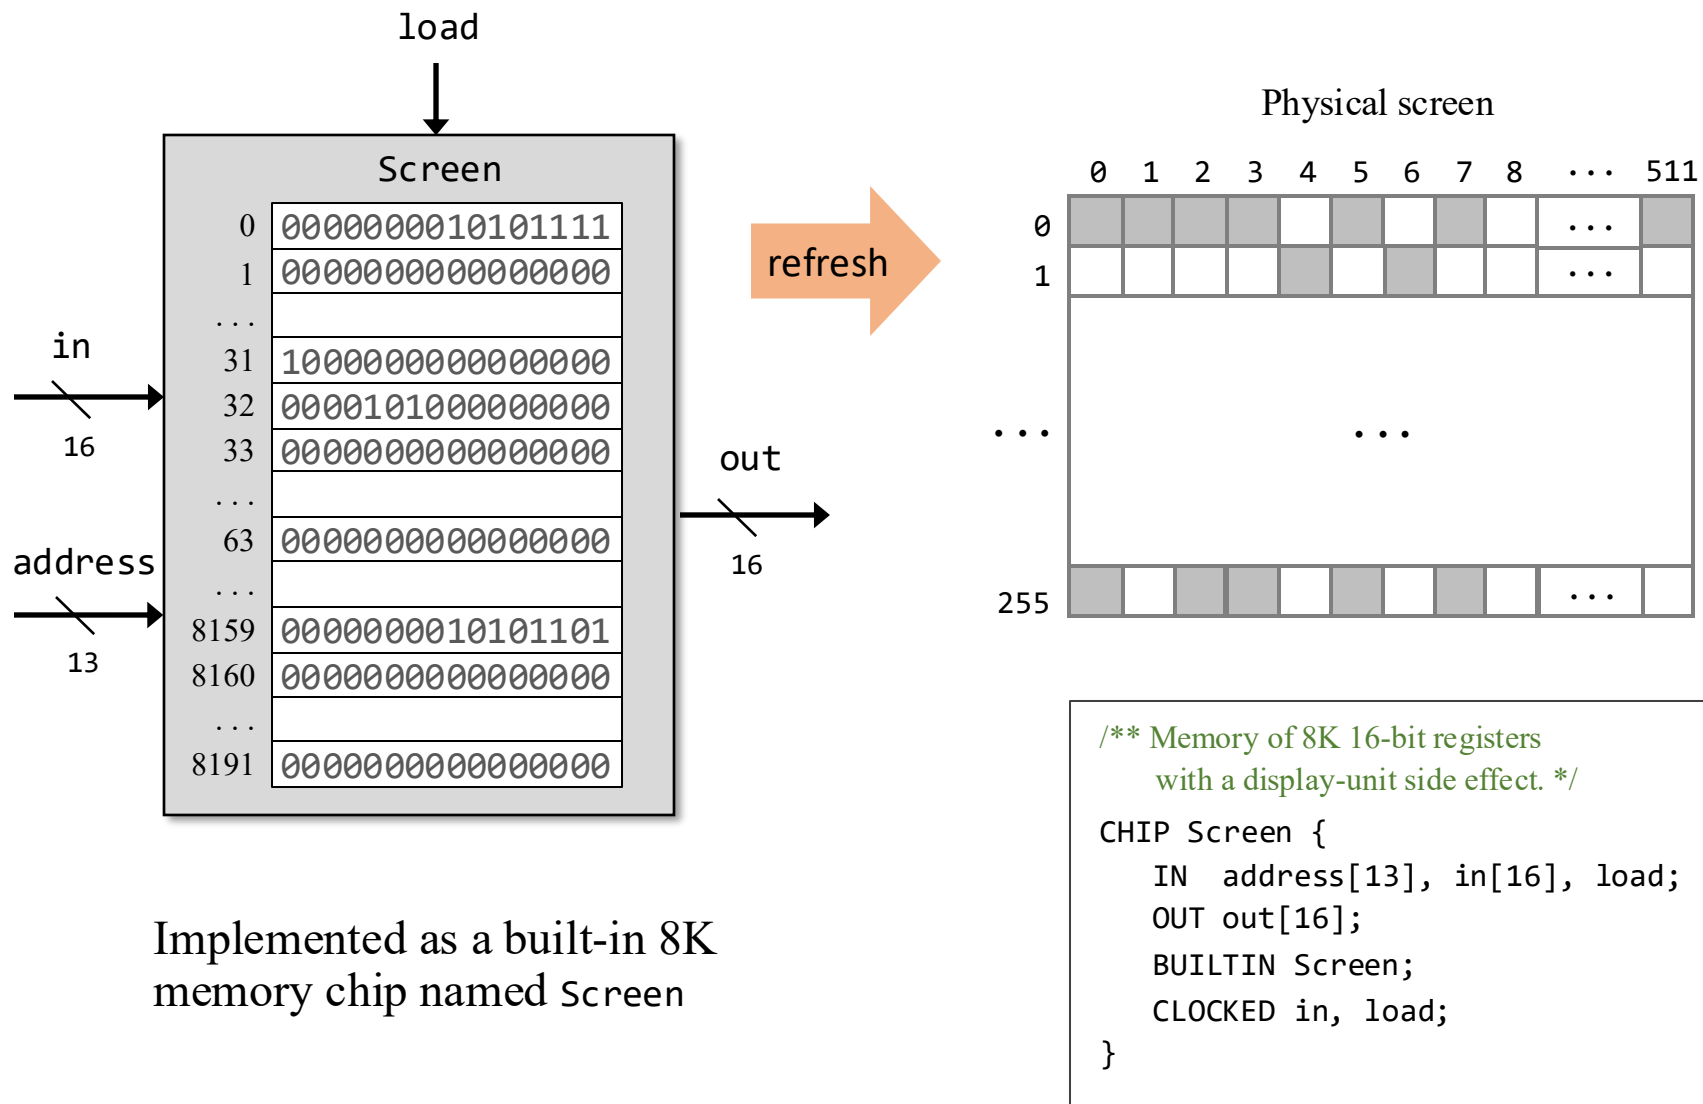 load
Screen
0 0000000010101111
1 0000000000000000
...
31 1000000000000000
32 0000101000000000
33 0000000000000000
...
63 0000000000000000
...
8159 0000000010101101
8160 0000000000000000
...
8191 0000000000000000
in
16
address
13
out
16
refresh
Physical screen
0 1 2 3 4 5 6 7 8 ... 511
0 ...
1 ...
... ...
255 ...
Implemented as a built-in 8K
memory chip named Screen
/** Memory of 8K 16-bit registers
with a display-unit side effect. */
CHIP Screen {
IN address[13], in[16], load;
OUT out[16];
BUILTIN Screen;
CLOCKED in, load;
}